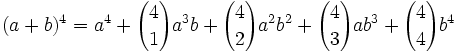 $(a+b)^4 = a^4 + \binom{4}{1}a^3b + \binom{4}{2}a^2b^2 + \binom{4}{3}ab^3 + \binom{4}{4}b^4$